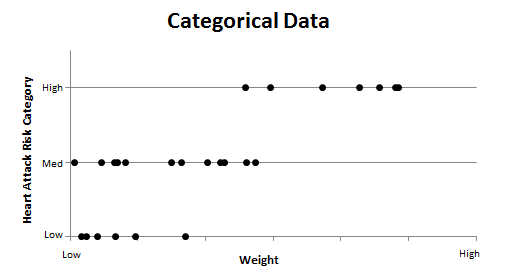 Categorical Data
Heart Attack Risk Category
High
Med
Low
Low
High
Weight